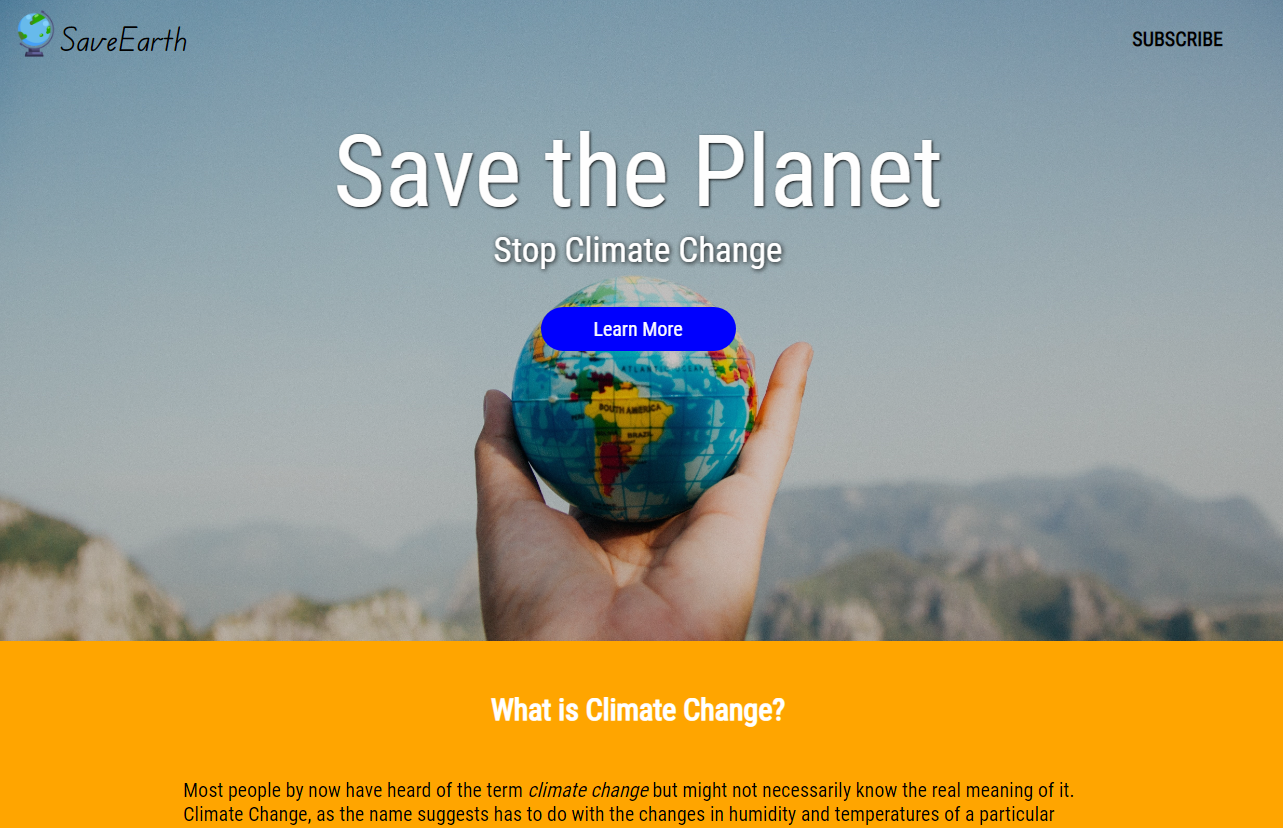 SaveEarth
SUBSCRIBE
Save the Planet
Stop Climate Change
Learn More
ATLANTIC OCEAN
SOUTH AMERICA
BRAZIL
What is Climate Change?
Most people by now have heard of the term climate change but might not necessarily know the real meaning of it.
Climate Change, as the name suggests has to do with the changes in humidity and temperatures of a particular